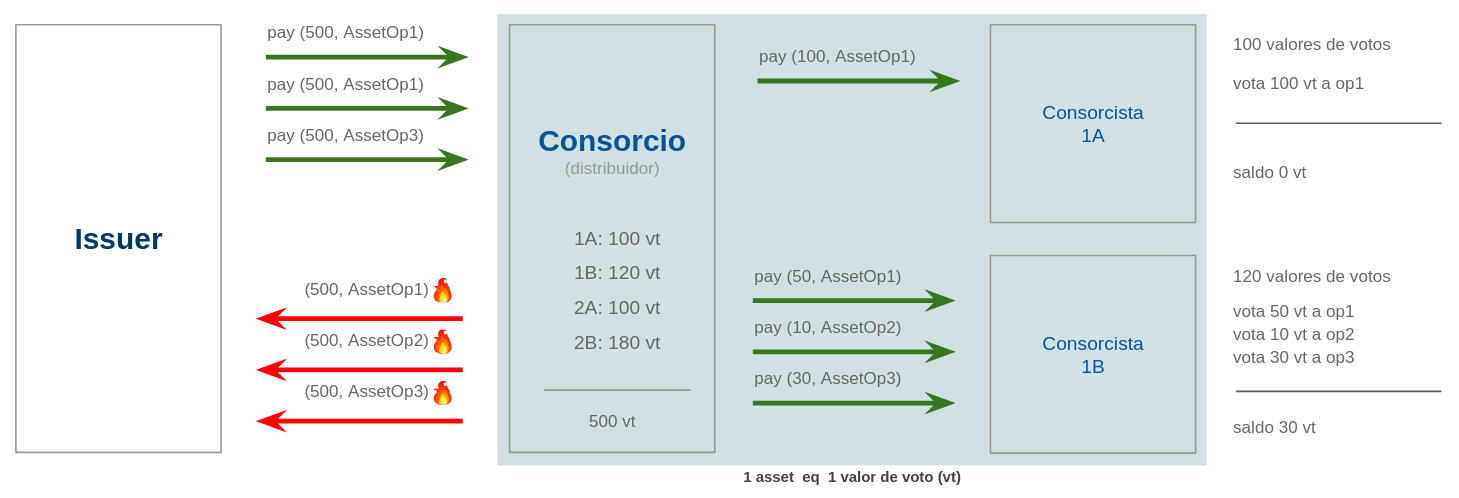 Issuer
pay (500, AssetOp1)
pay (500, AssetOp1)
pay (500, AssetOp3)
(500, AssetOp1)
(500, AssetOp2)
(500, AssetOp3)
Consorcio
(distribuidor)
1A: 100 vt
1B: 120 vt
2A: 100 vt
2B: 180 vt
500 vt
pay (100, AssetOp1)
Consorcista
1A
100 valores de votos
vota 100 vt a op1
saldo 0 vt
pay (50, AssetOp1)
pay (10, AssetOp2)
pay (30, AssetOp3)
Consorcista
1B
120 valores de votos
vota 50 vt a op1
vota 10 vt a op2
vota 30 vt a op3
saldo 30 vt
1 asset eq 1 valor de voto (vt)